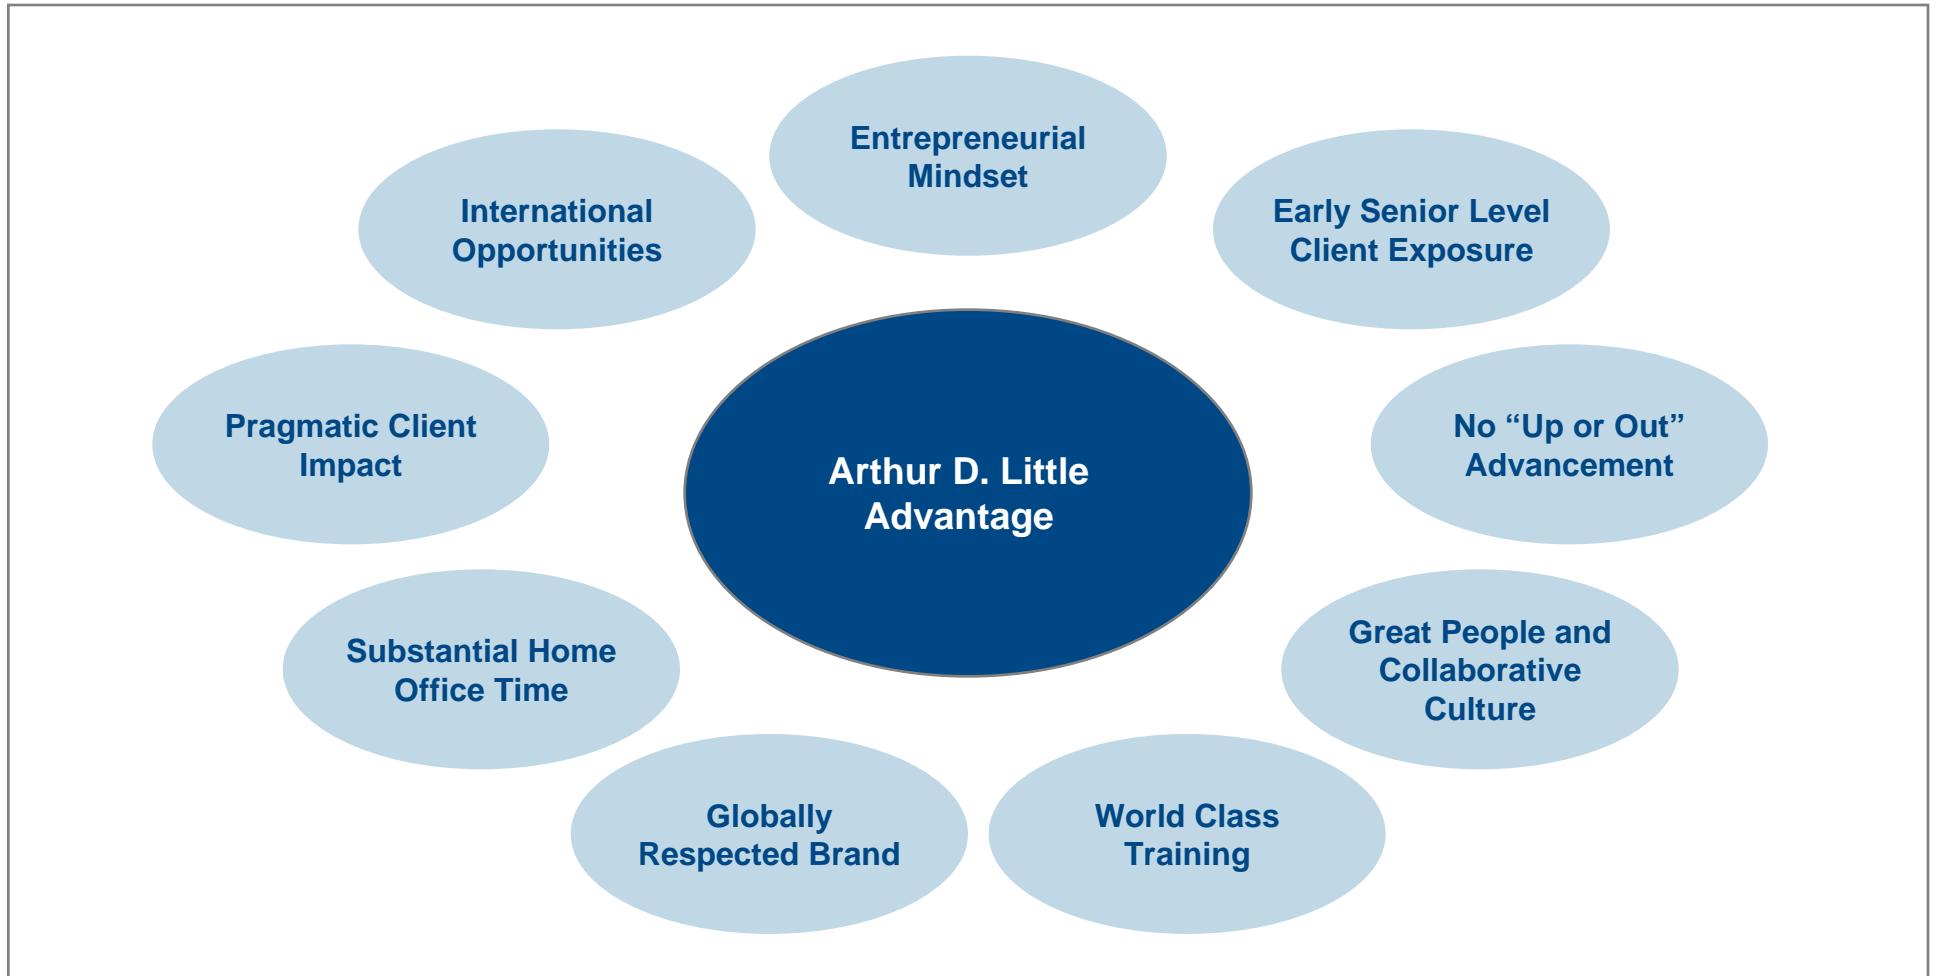 Entrepreneurial
Mindset
International
Opportunities
Early Senior Level
Client Exposure
Pragmatic Client
Impact
No “Up or Out”
Advancement
Arthur D. Little
Advantage
Substantial Home
Office Time
Great People and
Collaborative
Culture
Globally
Respected Brand
World Class
Training